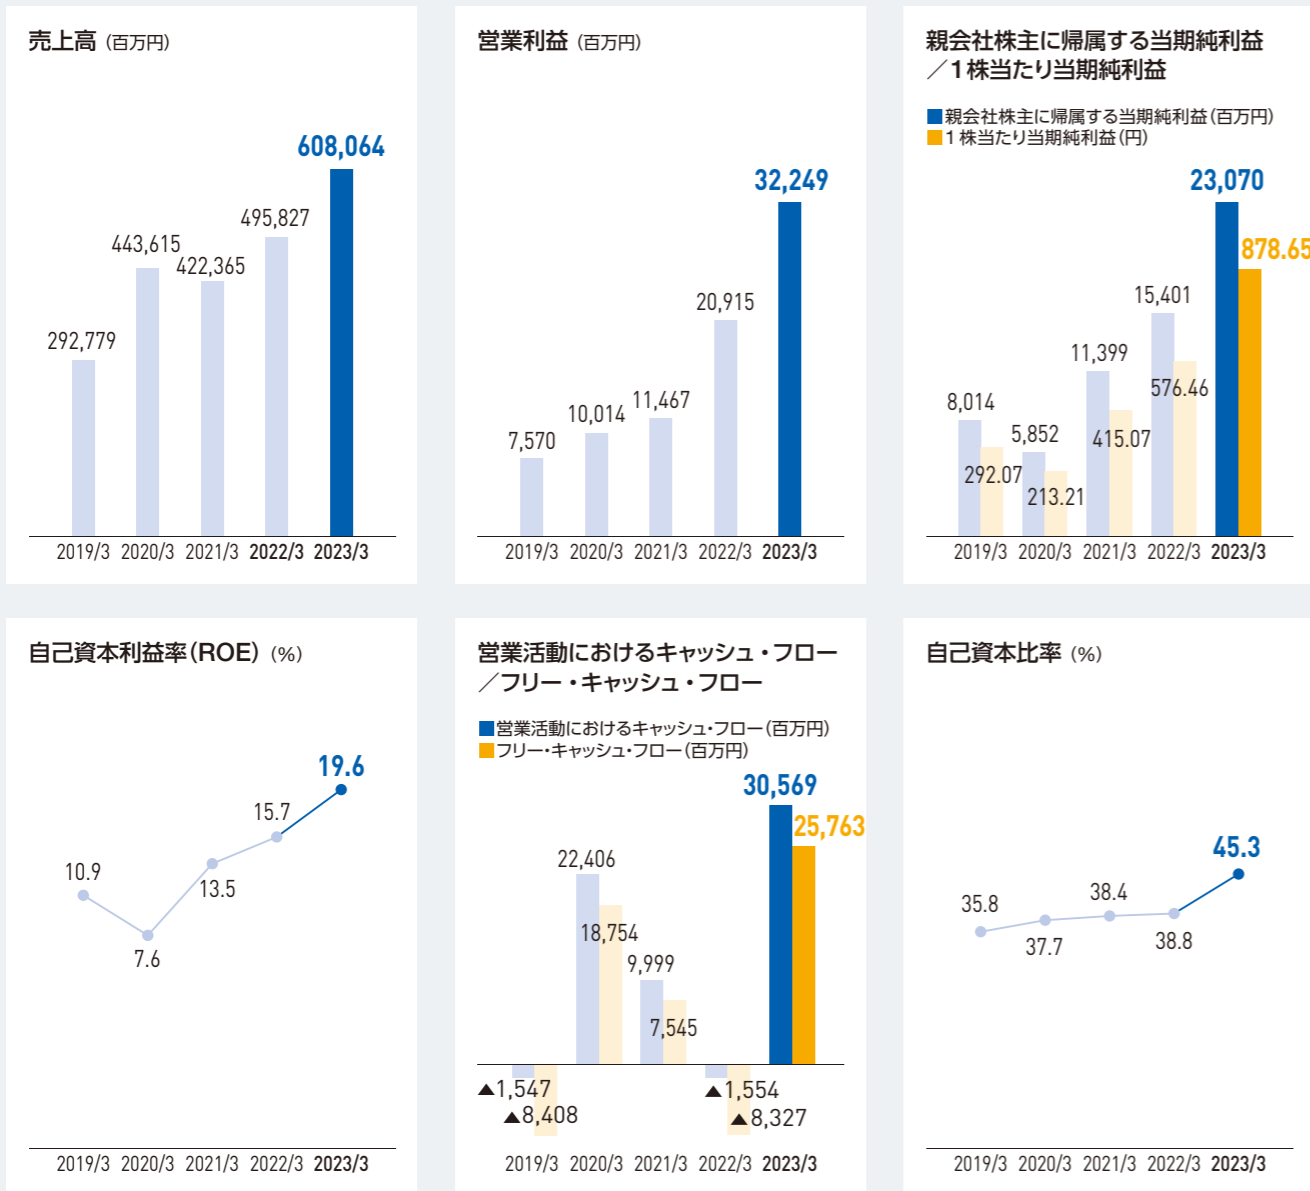 売上高（百万円）
608,064
495,827
443,615
422,365
292,779
2019/3 2020/3 2021/3 2022/3 2023/3
営業利益（百万円）
32,249
20,915
11,467
10,014
7,570
2019/3 2020/3 2021/3 2022/3 2023/3
親会社株主に帰属する当期純利益
／1株当たり当期純利益
親会社株主に帰属する当期純利益（百万円）
1株当たり当期純利益（円）
23,070
878.65
15,401
576.46
11,399
415.07
8,014
292.07
5,852
213.21
2019/3 2020/3 2021/3 2022/3 2023/3
自己資本利益率（ROE）（%）
19.6
15.7
13.5
10.9
7.6
2019/3 2020/3 2021/3 2022/3 2023/3
営業活動におけるキャッシュ・フロー
／フリー・キャッシュ・フロー
営業活動におけるキャッシュ・フロー（百万円）
フリー・キャッシュ・フロー（百万円）
30,569
25,763
22,406
18,754
9,999
7,545
▲1,547
▲8,408
▲1,554
▲8,327
2019/3 2020/3 2021/3 2022/3 2023/3
自己資本比率（%）
45.3
38.4
35.8
38.8
37.7
2019/3 2020/3 2021/3 2022/3 2023/3